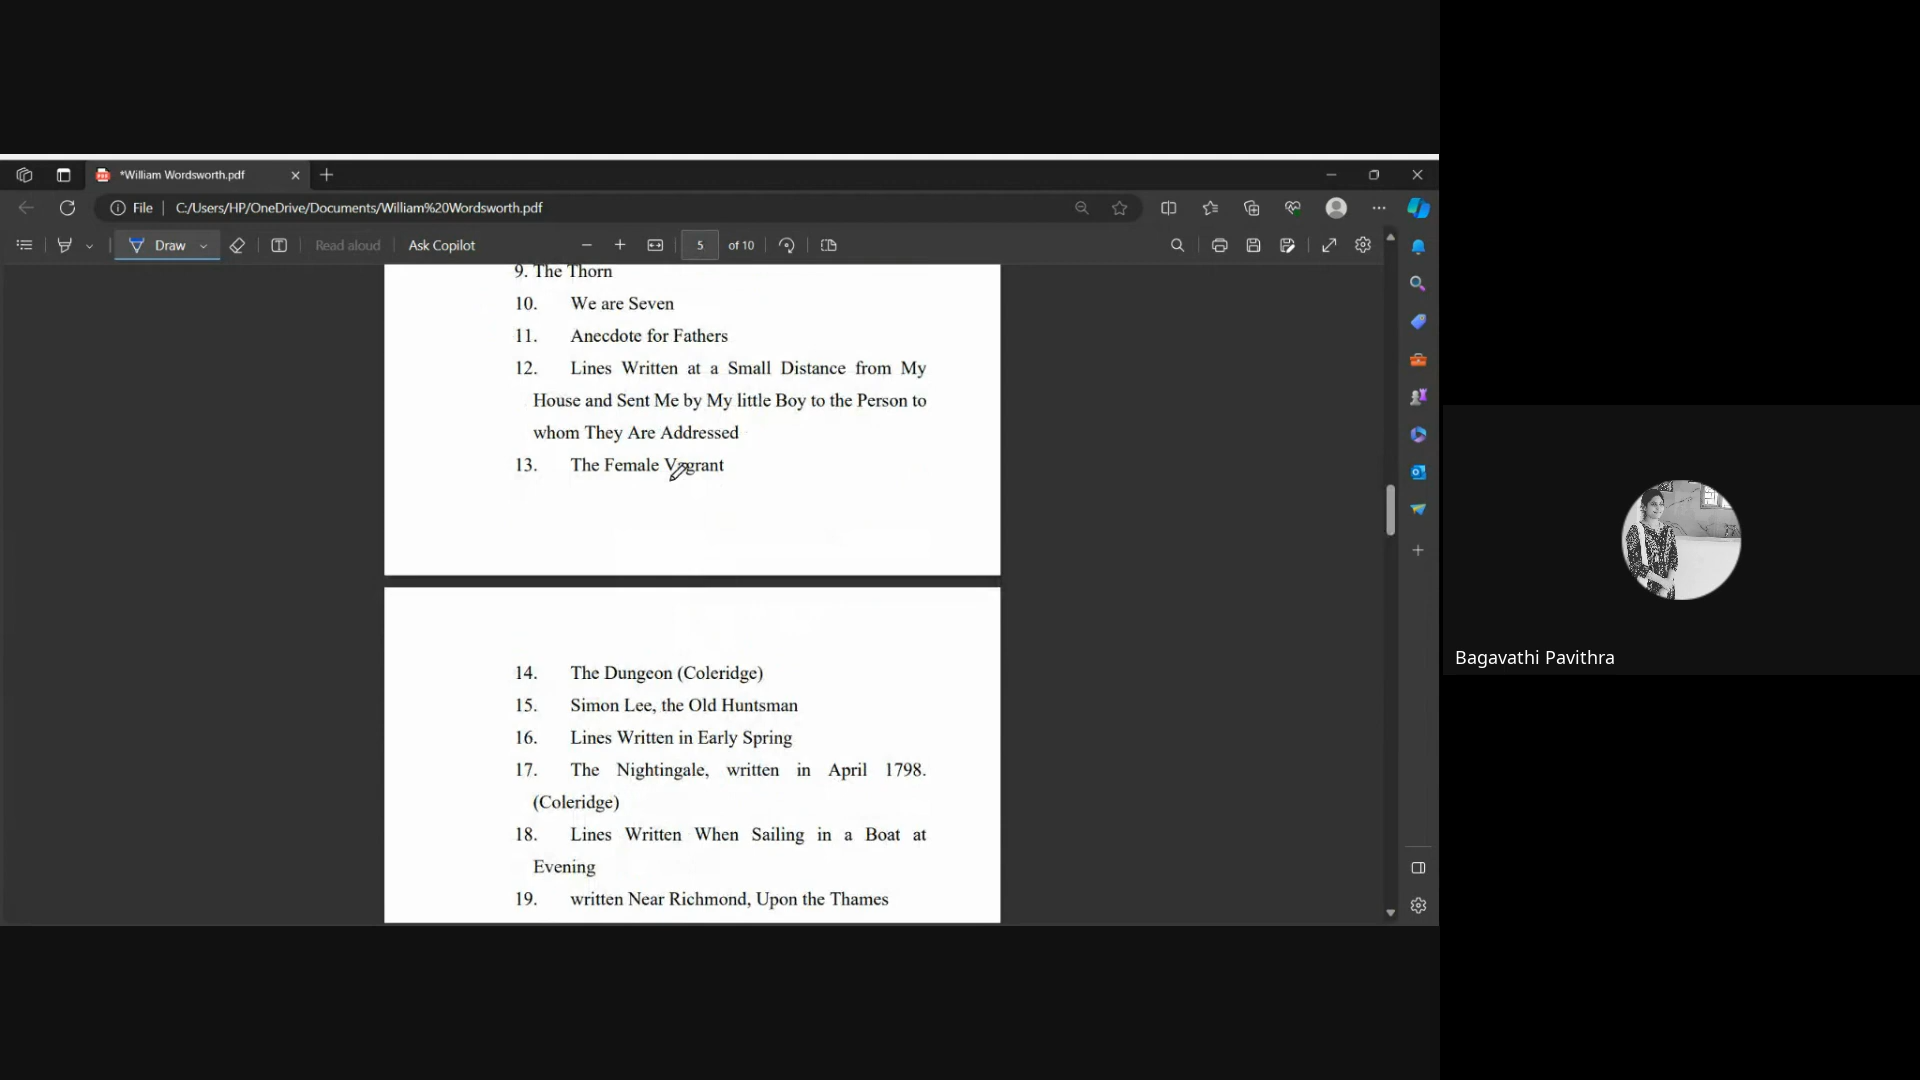 *William Wordsworth.pdf
File
C:/Users/HP/OneDrive/Documents/William%20Wordsworth.pdf
Draw
Read aloud
Ask Copilot
5
of 10
9. The Thorn
10. We are Seven
11. Anecdote for Fathers
12. Lines Written at a Small Distance from My
House and Sent Me by My little Boy to the Person to
whom They Are Addressed
13. The Female Vagrant
14. The Dungeon (Coleridge)
15. Simon Lee, the Old Huntsman
16. Lines Written in Early Spring
17. The Nightingale, written in April 1798.
(Coleridge)
18. Lines Written When Sailing in a Boat at
Evening
19. written Near Richmond, Upon the Thames
Bagavathi Pavithra